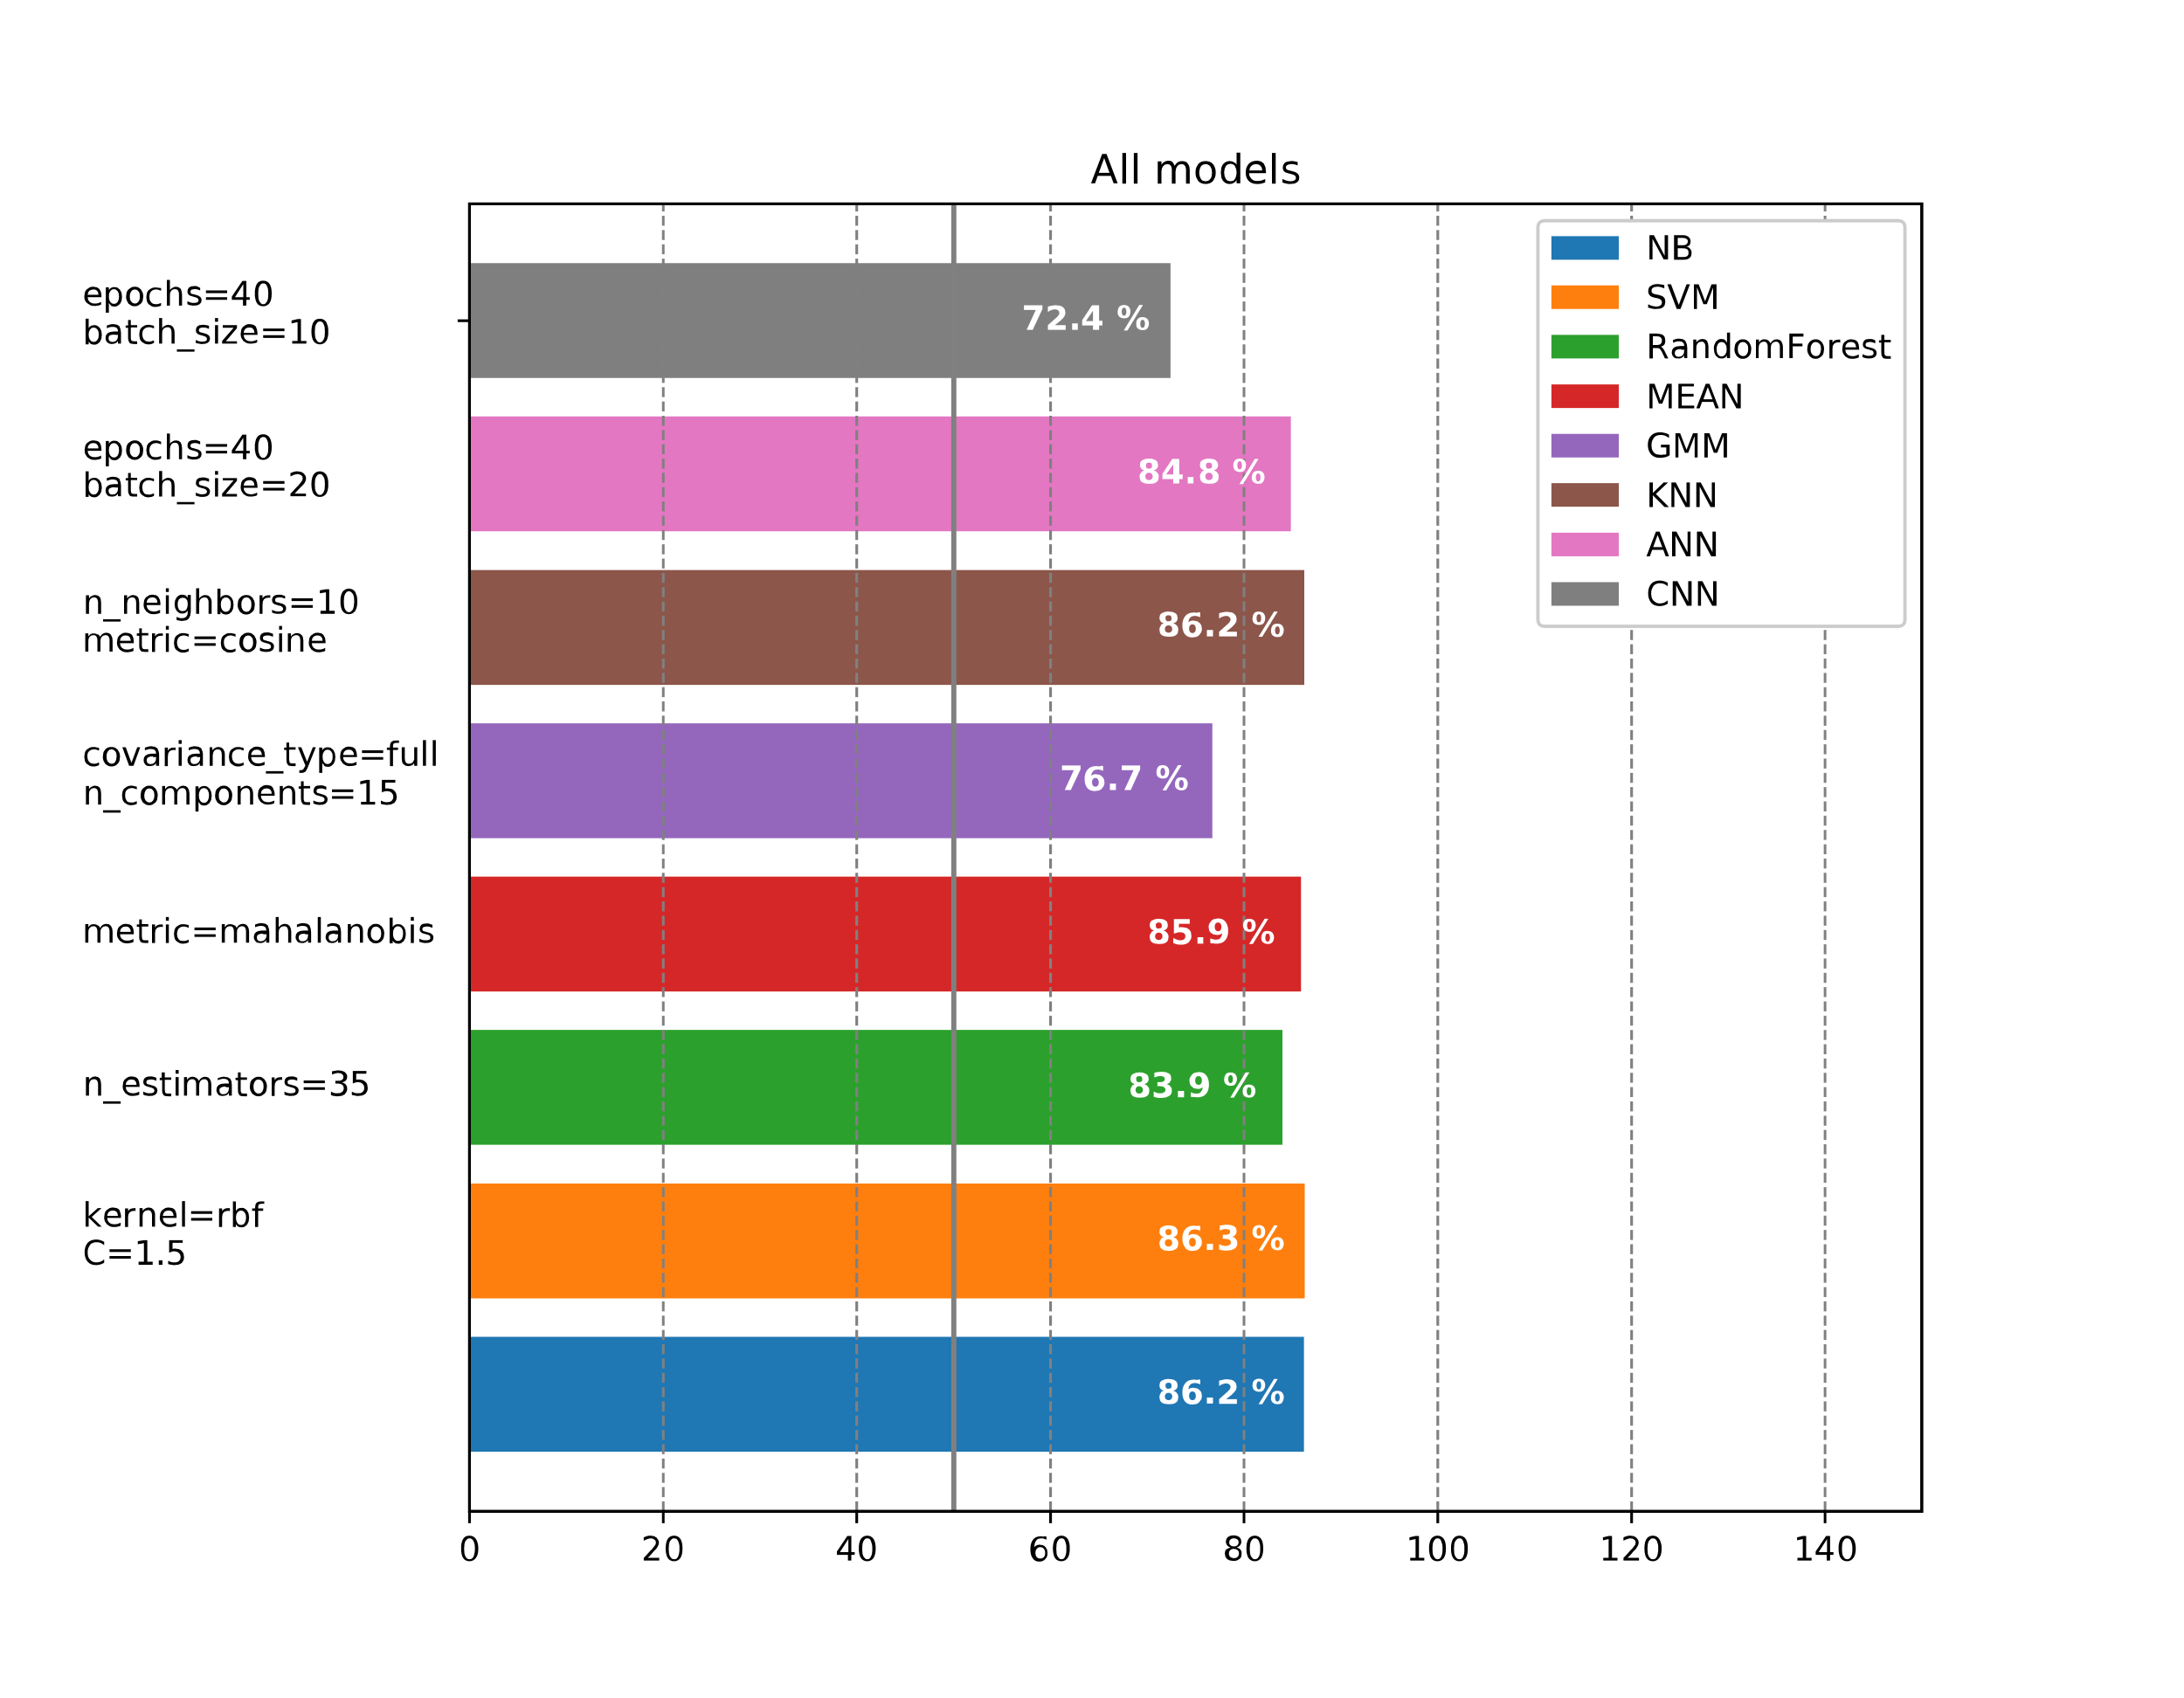 All models
epochs=40
batch_size=10
72.4 %
epochs=40
batch_size=20
84.8 %
n_neighbors=10
metric=cosine
86.2 %
covariance_type=full
n_components=15
76.7 %
metric=mahalanobis
85.9 %
n_estimators=35
83.9 %
kernel=rbf
C=1.5
86.3 %
86.2 %
NB
SVM
RandomForest
MEAN
GMM
KNN
ANN
CNN
0 20 40 60 80 100 120 140